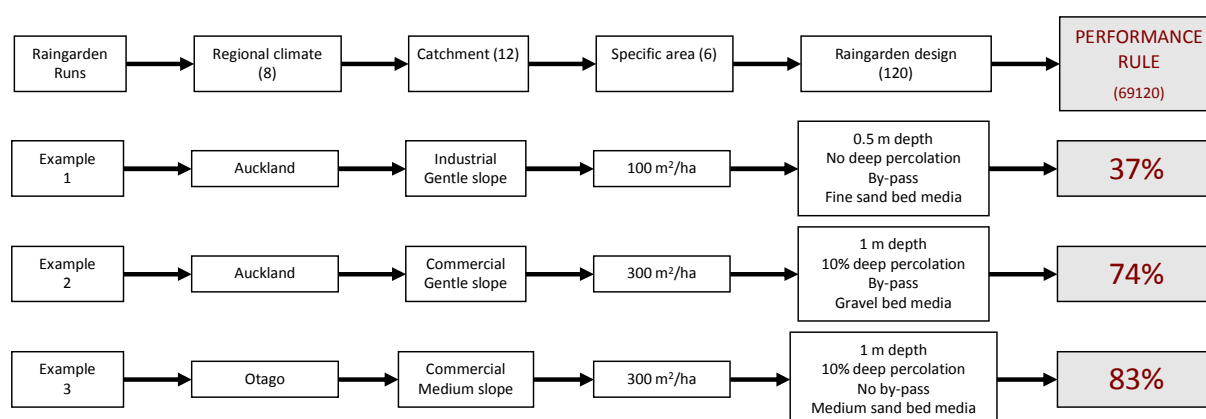 Raingarden
Runs
Regional climate
(8)
Catchment (12)
Specific area (6)
Raingarden design
(120)
PERFORMANCE
RULE
(69120)
Example
1
Auckland
Industrial
Gentle slope
100 m²/ha
0.5 m depth
No deep percolation
By-pass
Fine sand bed media
37%
Example
2
Auckland
Commercial
Gentle slope
300 m²/ha
1 m depth
10% deep percolation
By-pass
Gravel bed media
74%
Example
3
Otago
Commercial
Medium slope
300 m²/ha
1 m depth
10% deep percolation
No by-pass
Medium sand bed media
83%